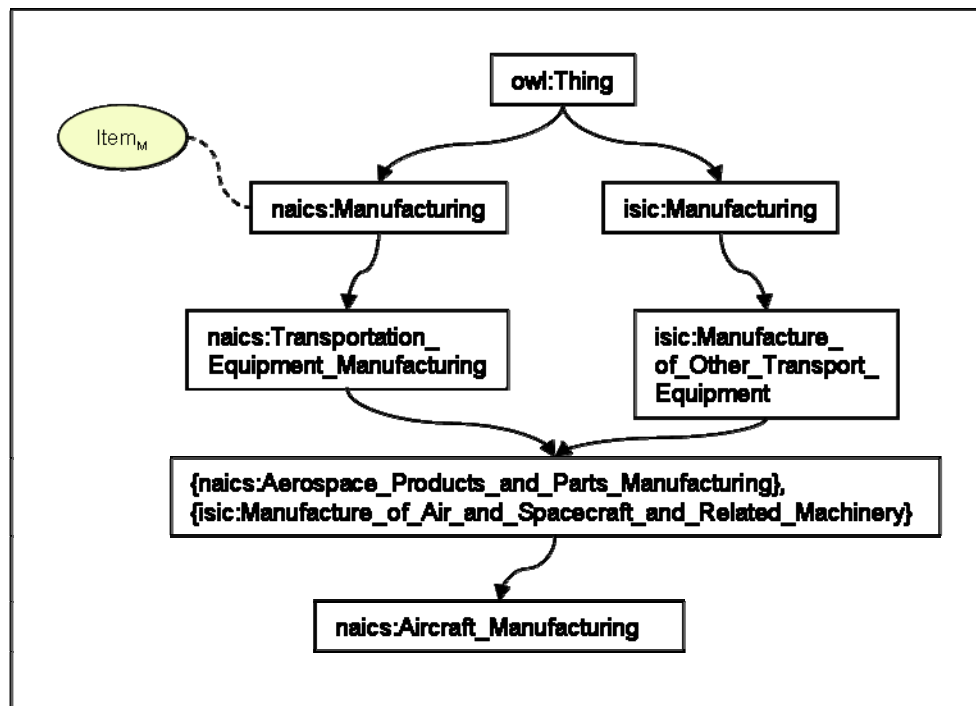 owl:Thing
Item_M
naics:Manufacturing
isic:Manufacturing
naics:Transportation_
Equipment_Manufacturing
isic:Manufacture_
of_Other_Transport_
Equipment
{naics:Aerospace_Products_and_Parts_Manufacturing},
{isic:Manufacture_of_Air_and_Spacecraft_and_Related_Machinery}
naics:Aircraft_Manufacturing